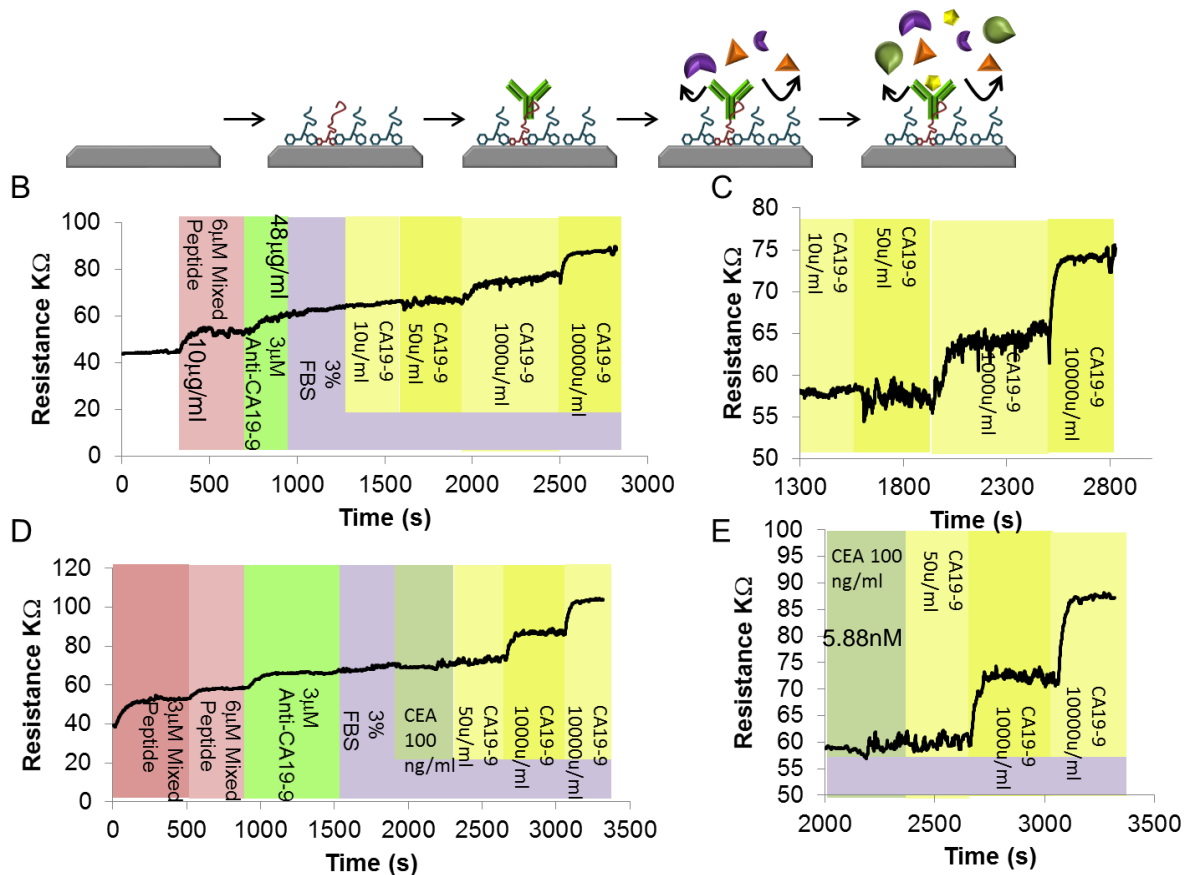 B
Resistance KΩ
100
80
60
40
20
0
6μM Mixed
Peptide
10μg/ml
48μg/ml
3μM
Anti-CA19-9
3%
FBS
CA19-9
10u/ml
CA19-9
50u/ml
CA19-9
1000u/ml
CA19-9
10000u/ml
0
500
1000
1500
2000
2500
3000
Time (s)
C
Resistance KΩ
80
75
70
65
60
55
50
CA19-9
10u/ml
CA19-9
50u/ml
CA19-9
1000u/ml
CA19-9
10000u/ml
1300
1800
2300
2800
Time (s)
D
Resistance KΩ
120
100
80
60
40
20
0
3μM Mixed
Peptide
6μM Mixed
Peptide
3μM
Anti-CA19-9
3%
FBS
CEA 100
ng/ml
CA19-9
50u/ml
CA19-9
1000u/ml
CA19-9
10000u/ml
0
500
1000
1500
2000
2500
3000
3500
Time (s)
E
Resistance KΩ
100
95
90
85
80
75
70
65
60
55
50
CEA 100
ng/ml
5.88nM
CA19-9
50u/ml
CA19-9
1000u/ml
CA19-9
10000u/ml
2000
2500
3000
3500
Time (s)